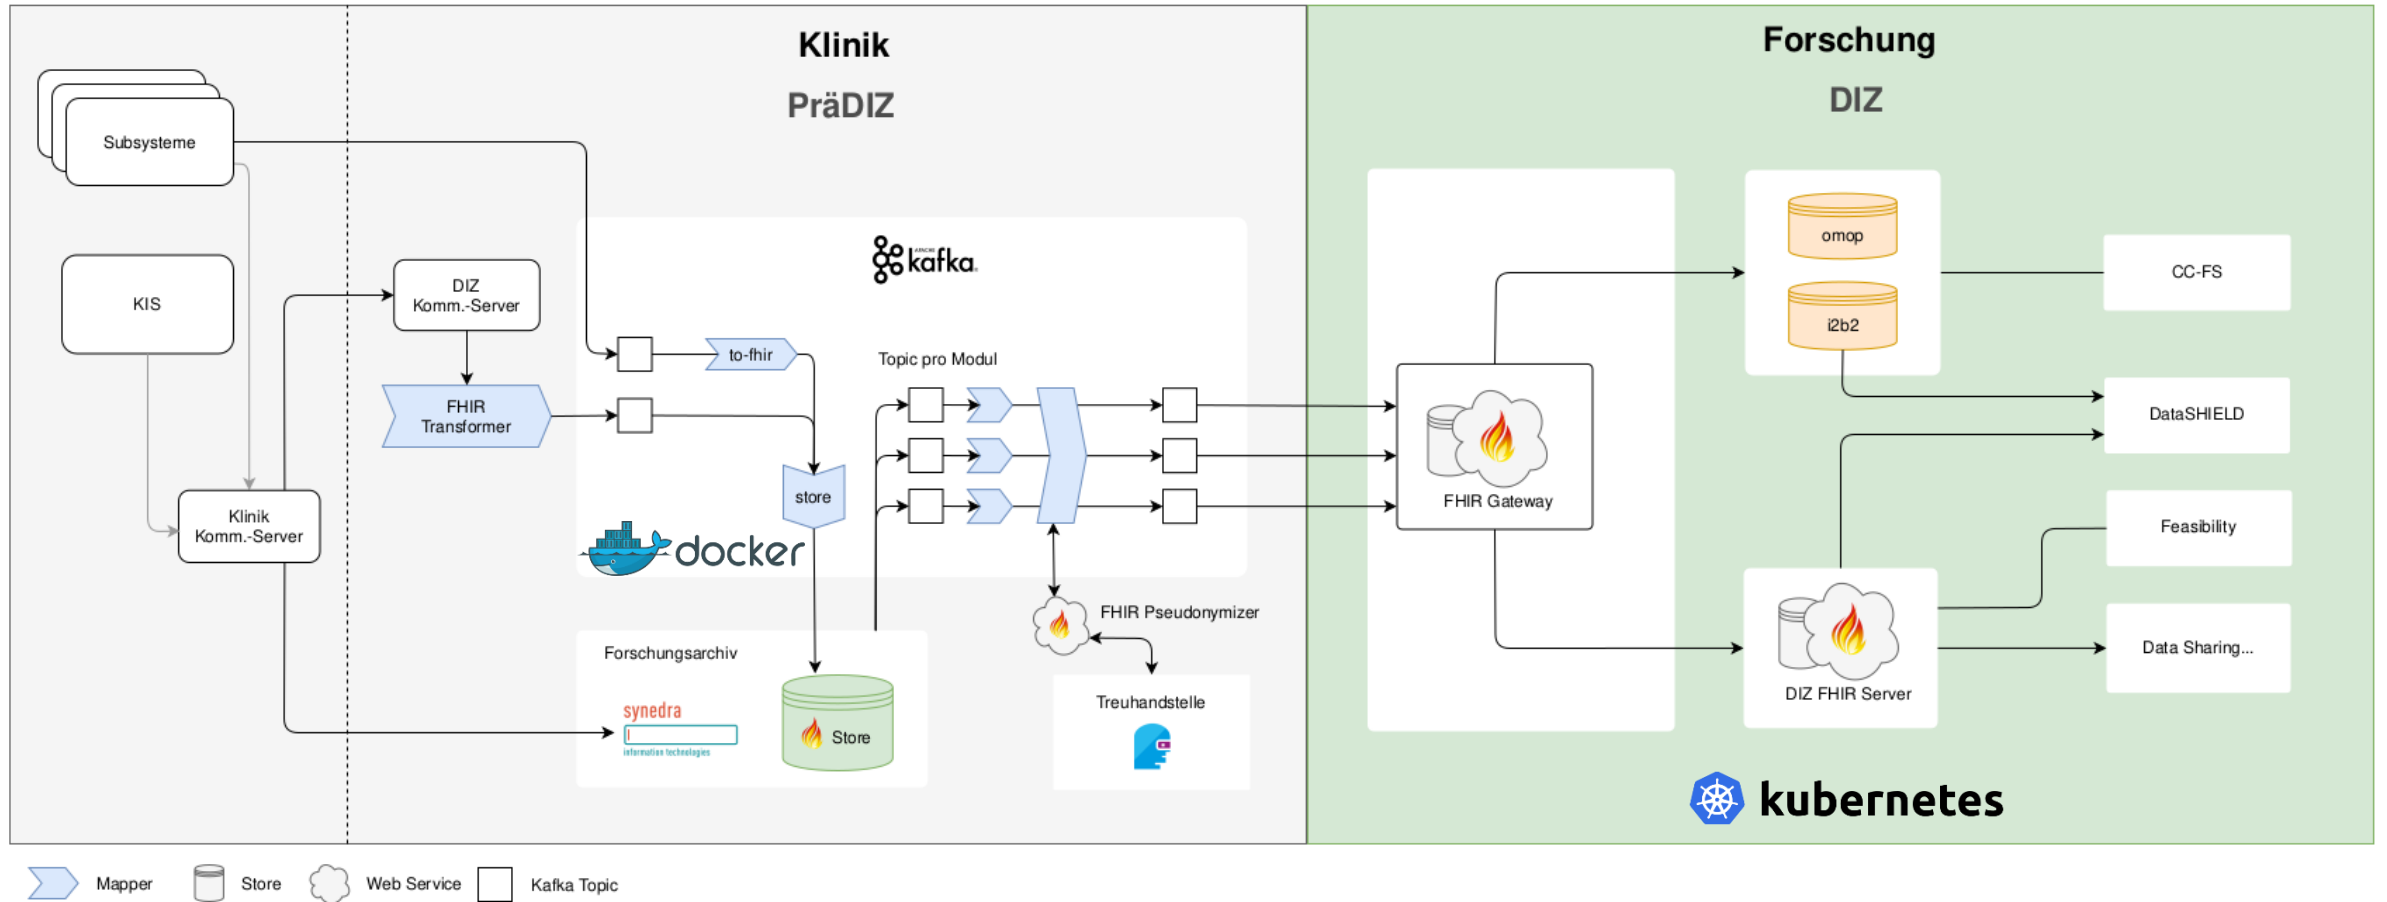 Klinik
PräDIZ
Forschung
DIZ
Subsysteme
KIS
Klinik
Komm.-Server
DIZ
Komm.-Server
FHIR
Transformer
APACHE
kafka
to-fhir
Topic pro Modul
store
docker
Forschungsarchiv
synedra
information technologies
Store
FHIR Pseudonymizer
Treuhandstelle
FHIR Gateway
omop
i2b2
DIZ FHIR Server
CC-FS
DataSHIELD
Feasibility
Data Sharing...
kubernetes
Mapper
Store
Web Service
Kafka Topic